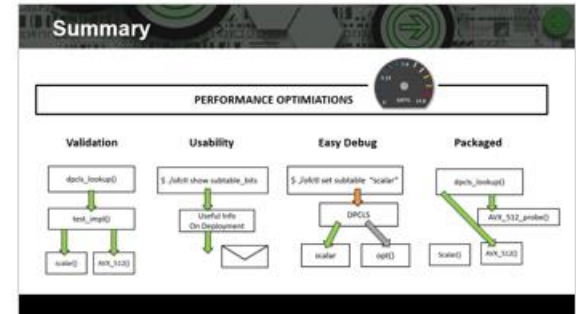 Summary
PERFORMANCE OPTIMIATIONS
Validation
dpcls_lookup()
test_impl()
scalar()
AVX_512()
Usability
$ ./ofctl show subtable_bits
Useful Info
On Deployment
Easy Debug
$ ./ofctl set subtable "scalar"
DPCLS
scalar
opt()
Packaged
dpcls_lookup()
AVX_512_probe()
Scalar()
AVX_512()